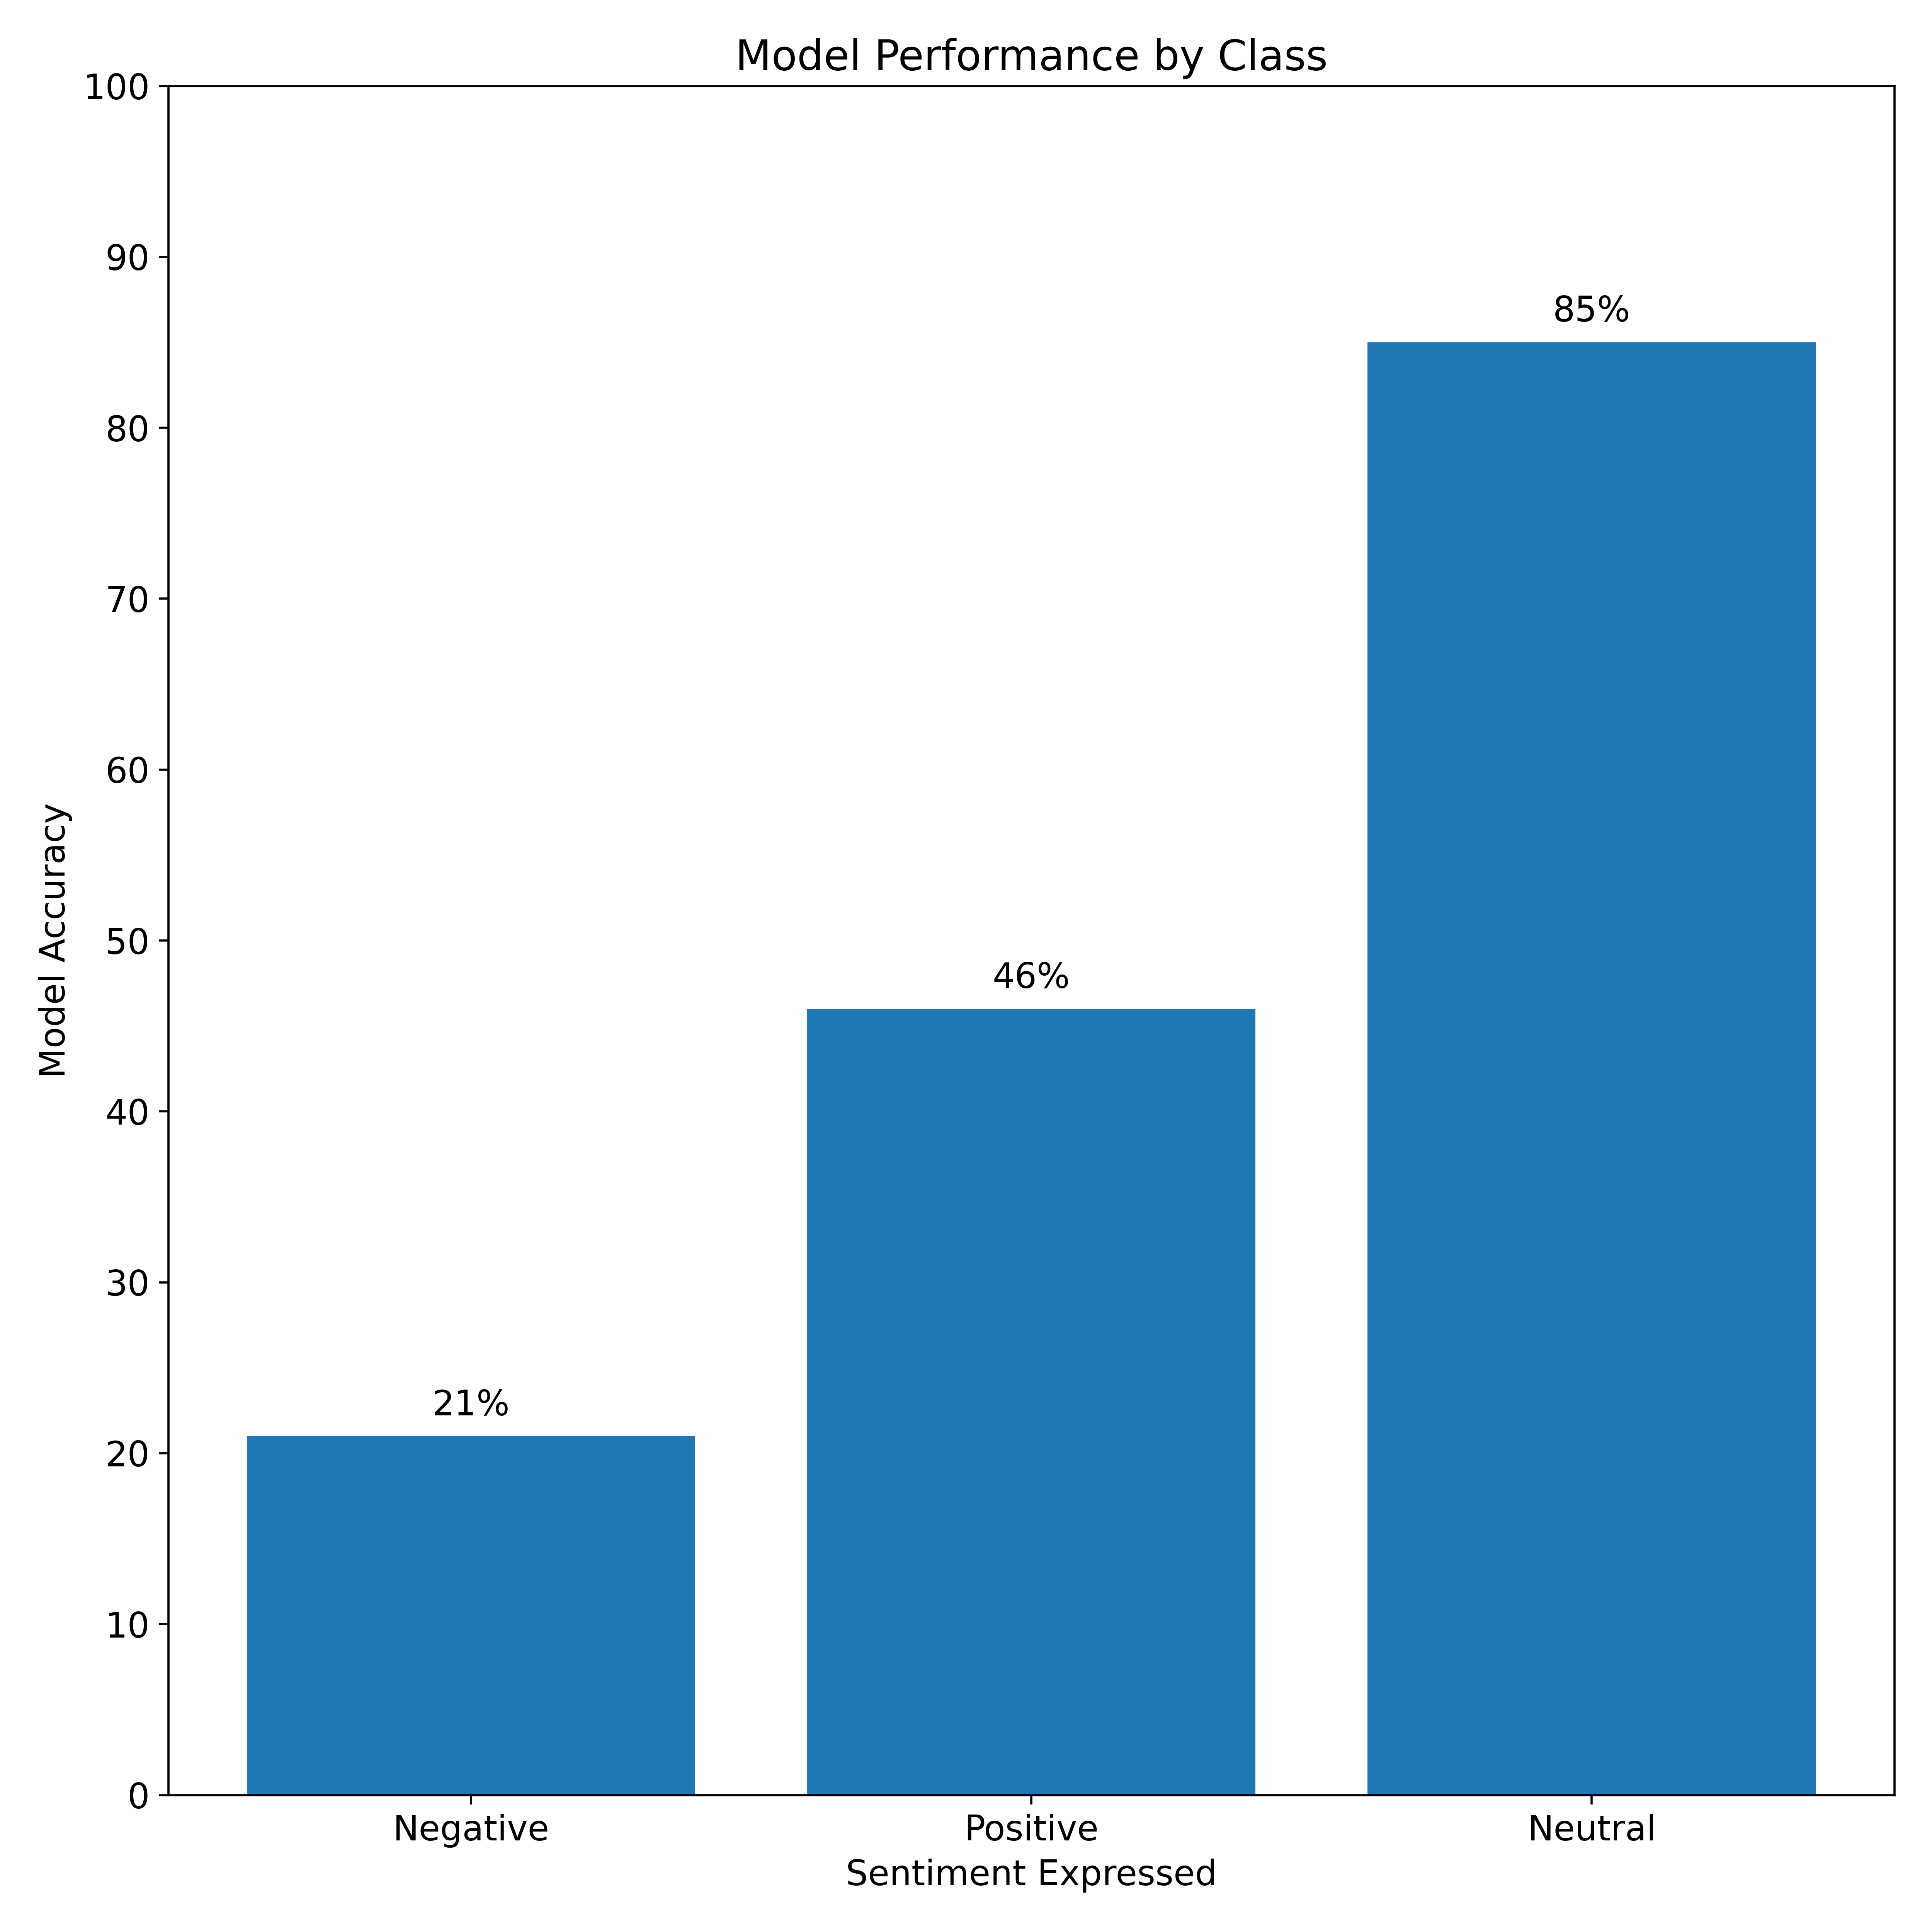 Model Performance by Class
Model Accuracy
100
90
80
70
60
50
40
30
20
10
0
21%
46%
85%
Negative
Positive
Neutral
Sentiment Expressed